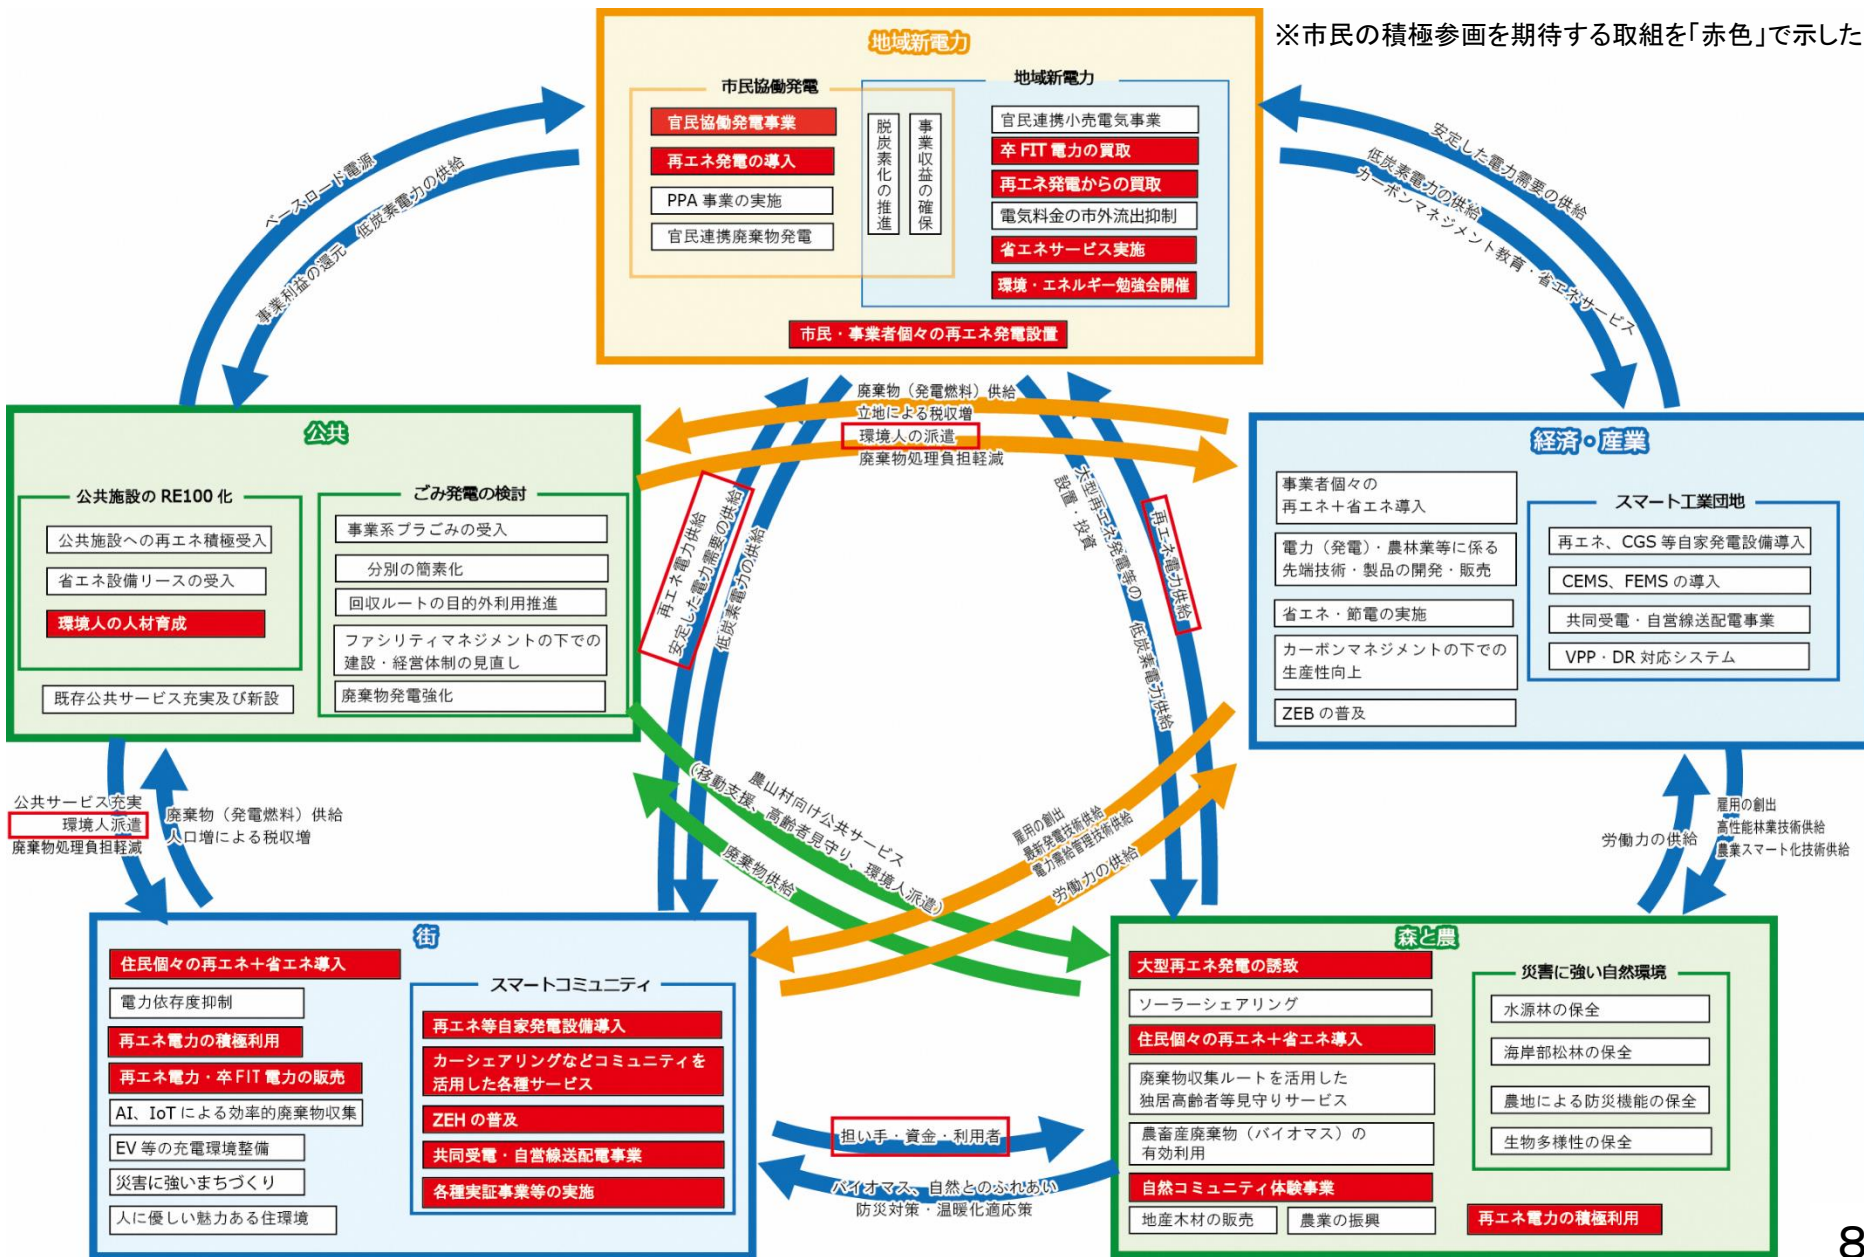 ※市民の積極参画を期待する取組を「赤色」で示した
地域新電力
市民協働発電
官民協働発電事業
再エネ発電の導入
PPA 事業の実施
官民連携廃棄物発電
脱炭素化の推進
事業収益の確保
地域新電力
官民連携小売電気事業
卒 FIT 電力の買取
再エネ発電からの買取
電気料金の市外流出抑制
省エネサービス実施
環境・エネルギー勉強会開催
市民・事業者個々の再エネ発電設置
ベースロード電源
事業利益の還元 低炭素電力の供給
安定した電力需要の供給
低炭素電力の供給
カーボンマネジメント教育・省エネサービス
公共
公共施設の RE100 化
公共施設への再エネ積極受入
省エネ設備リースの受入
環境人の人材育成
既存公共サービス充実及び新設
ごみ発電の検討
事業系プラごみの受入
分別の簡素化
回収ルートの目的外利用推進
ファシリティマネジメントの下での
建設・経営体制の見直し
廃棄物発電強化
廃棄物（発電燃料）供給
立地による税収増
環境人の派遣
廃棄物処理負担軽減
再エネ電力供給
安定した電力需要の供給
低炭素電力の供給
大型再エネ発電等の
設置・投資
低炭素電力供給
再エネ電力供給
経済・産業
事業者個々の
再エネ＋省エネ導入
電力（発電）・農林業等に係る
先端技術・製品の開発・販売
省エネ・節電の実施
カーボンマネジメントの下での
生産性向上
ZEB の普及
スマート工業団地
再エネ、CGS 等自家発電設備導入
CEMS、FEMS の導入
共同受電・自営線送配電事業
VPP・DR 対応システム
公共サービス充実
環境人派遣
廃棄物処理負担軽減
廃棄物（発電燃料）供給
人口増による税収増
農山村向け公共サービス
（移動支援、高齢者見守り、環境人派遣）
廃棄物供給
雇用の創出
最新発電技術供給
電力需給管理技術供給
労働力の供給
労働力の供給
雇用の創出
高性能林業技術供給
農業スマート化技術供給
街
住民個々の再エネ＋省エネ導入
電力依存度抑制
再エネ電力の積極利用
再エネ電力・卒 FIT 電力の販売
AI、IoT による効率的廃棄物収集
EV 等の充電環境整備
災害に強いまちづくり
人に優しい魅力ある住環境
スマートコミュニティ
再エネ等自家発電設備導入
カーシェアリングなどコミュニティを
活用した各種サービス
ZEH の普及
共同受電・自営線送配電事業
各種実証事業等の実施
担い手・資金・利用者
バイオマス、自然とのふれあい
防災対策・温暖化適応策
森と農
大型再エネ発電の誘致
ソーラーシェアリング
住民個々の再エネ＋省エネ導入
廃棄物収集ルートを活用した
独居高齢者等見守りサービス
農畜産廃棄物（バイオマス）の
有効利用
自然コミュニティ体験事業
地産木材の販売
農業の振興
災害に強い自然環境
水源林の保全
海岸部松林の保全
農地による防災機能の保全
生物多様性の保全
再エネ電力の積極利用
8